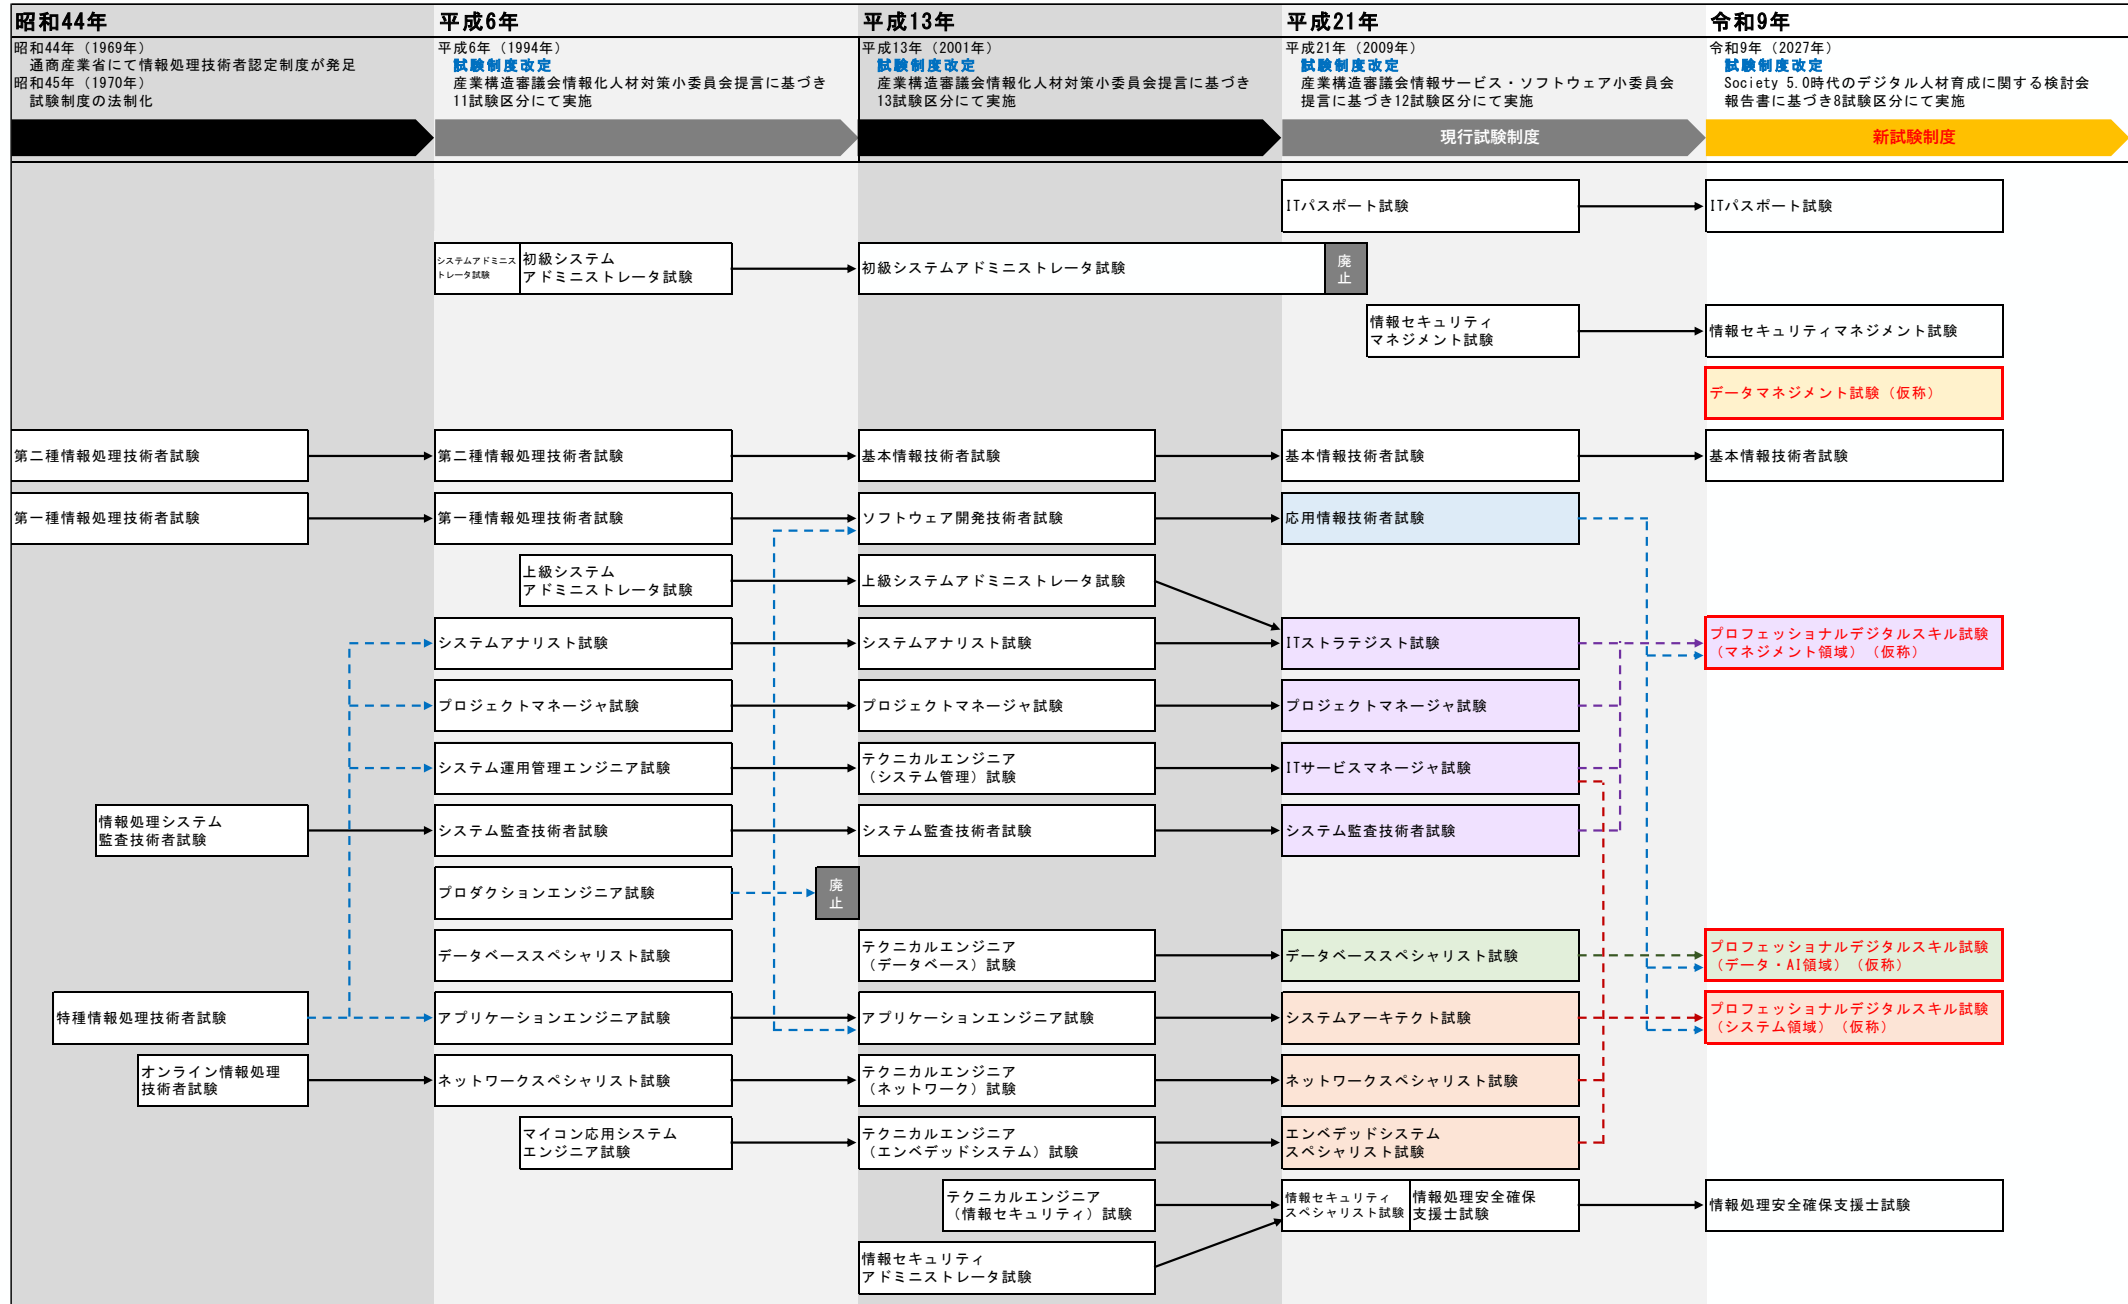 昭和44年
昭和44年（1969年）
通商産業省にて情報処理技術者認定制度が発足
昭和45年（1970年）
試験制度の法制化
平成6年
平成6年（1994年）
試験制度改定
産業構造審議会情報化人材対策小委員会提言に基づき
11試験区分にて実施
平成13年
平成13年（2001年）
試験制度改定
産業構造審議会情報化人材対策小委員会提言に基づき
13試験区分にて実施
平成21年
平成21年（2009年）
試験制度改定
産業構造審議会情報サービス・ソフトウェア小委員会
提言に基づき12試験区分にて実施
令和9年
令和9年（2027年）
試験制度改定
Society 5.0時代のデジタル人材育成に関する検討会
報告書に基づき8試験区分にて実施
現行試験制度
新試験制度
ITパスポート試験
ITパスポート試験
システムアドミニス
トレータ試験
初級システム
アドミニストレータ試験
初級システムアドミニストレータ試験
廃
止
情報セキュリティ
マネジメント試験
情報セキュリティマネジメント試験
データマネジメント試験（仮称）
第二種情報処理技術者試験
第二種情報処理技術者試験
基本情報技術者試験
基本情報技術者試験
基本情報技術者試験
第一種情報処理技術者試験
第一種情報処理技術者試験
ソフトウェア開発技術者試験
応用情報技術者試験
上級システム
アドミニストレータ試験
上級システムアドミニストレータ試験
システムアナリスト試験
システムアナリスト試験
ITストラテジスト試験
プロフェッショナルデジタルスキル試験
（マネジメント領域）（仮称）
プロジェクトマネージャ試験
プロジェクトマネージャ試験
プロジェクトマネージャ試験
システム運用管理エンジニア試験
テクニカルエンジニア
（システム管理）試験
ITサービスマネージャ試験
情報処理システム
監査技術者試験
システム監査技術者試験
システム監査技術者試験
システム監査技術者試験
プロダクションエンジニア試験
廃
止
データベーススペシャリスト試験
テクニカルエンジニア
（データベース）試験
データベーススペシャリスト試験
プロフェッショナルデジタルスキル試験
（データ・AI領域）（仮称）
特種情報処理技術者試験
アプリケーションエンジニア試験
アプリケーションエンジニア試験
システムアーキテクト試験
プロフェッショナルデジタルスキル試験
（システム領域）（仮称）
オンライン情報処理
技術者試験
ネットワークスペシャリスト試験
テクニカルエンジニア
（ネットワーク）試験
ネットワークスペシャリスト試験
マイコン応用システム
エンジニア試験
テクニカルエンジニア
（エンベデッドシステム）試験
エンベデッドシステム
スペシャリスト試験
テクニカルエンジニア
（情報セキュリティ）試験
情報セキュリティ
スペシャリスト試験
情報処理安全確保
支援士試験
情報処理安全確保支援士試験
情報セキュリティ
アドミニストレータ試験